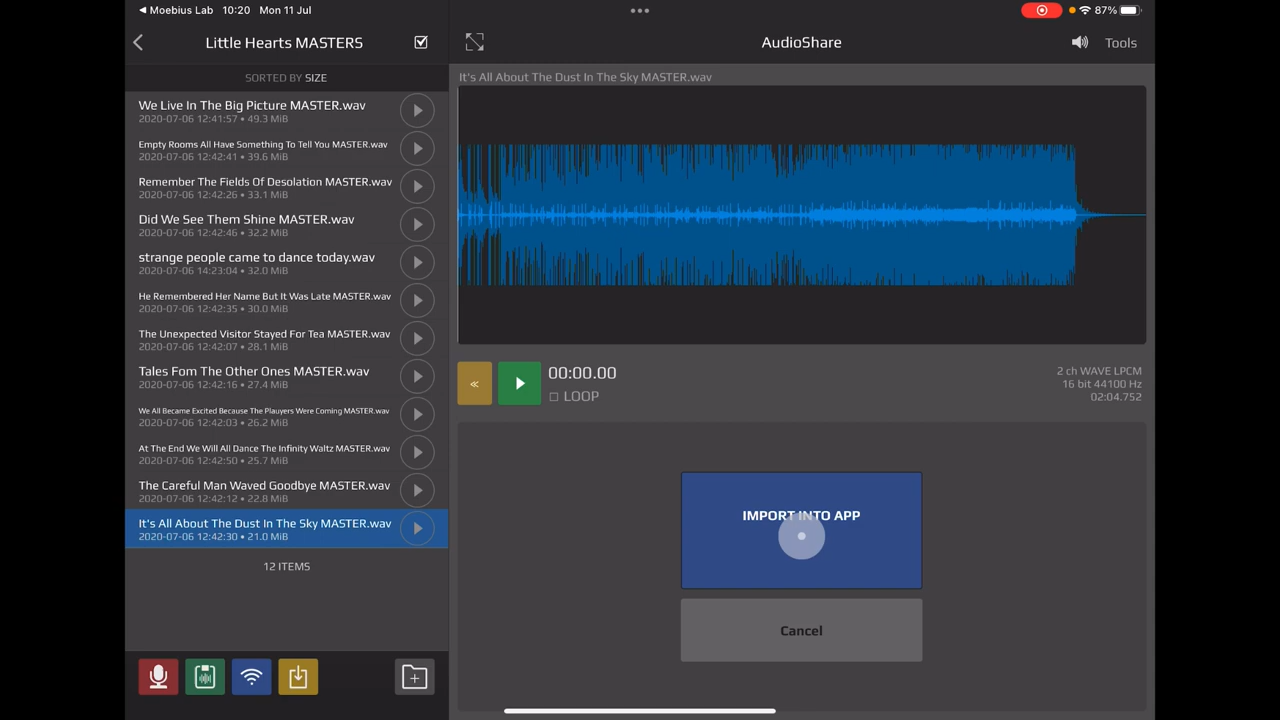 Moebius Lab 10:20 Mon 11 Jul
87%
Little Hearts MASTERS
AudioShare
Tools
SORTED BY SIZE
We Live In The Big Picture MASTER.wav
2020-07-06 12:41:57 • 49.3 MiB
Empty Rooms All Have Something To Tell You MASTER.wav
2020-07-06 12:42:41 • 39.6 MiB
Remember The Fields Of Desolation MASTER.wav
2020-07-06 12:42:26 • 33.1 MiB
Did We See Them Shine MASTER.wav
2020-07-06 12:42:46 • 32.2 MiB
strange people came to dance today.wav
2020-07-06 14:23:04 • 32.0 MiB
He Remembered Her Name But It Was Late MASTER.wav
2020-07-06 12:42:35 • 30.0 MiB
The Unexpected Visitor Stayed For Tea MASTER.wav
2020-07-06 12:42:07 • 28.1 MiB
Tales Fom The Other Ones MASTER.wav
2020-07-06 12:42:16 • 27.4 MiB
We All Became Excited Because The Plauyers Were Coming MASTER.wav
2020-07-06 12:42:03 • 26.2 MiB
At The End We Will All Dance The Infinity Waltz MASTER.wav
2020-07-06 12:42:50 • 25.7 MiB
The Careful Man Waved Goodbye MASTER.wav
2020-07-06 12:42:12 • 22.8 MiB
It's All About The Dust In The Sky MASTER.wav
2020-07-06 12:42:30 • 21.0 MiB
12 ITEMS
It's All About The Dust In The Sky MASTER.wav
00:00.00
LOOP
2 ch WAVE LPCM
16 bit 44100 Hz
02:04.752
IMPORT INTO APP
Cancel